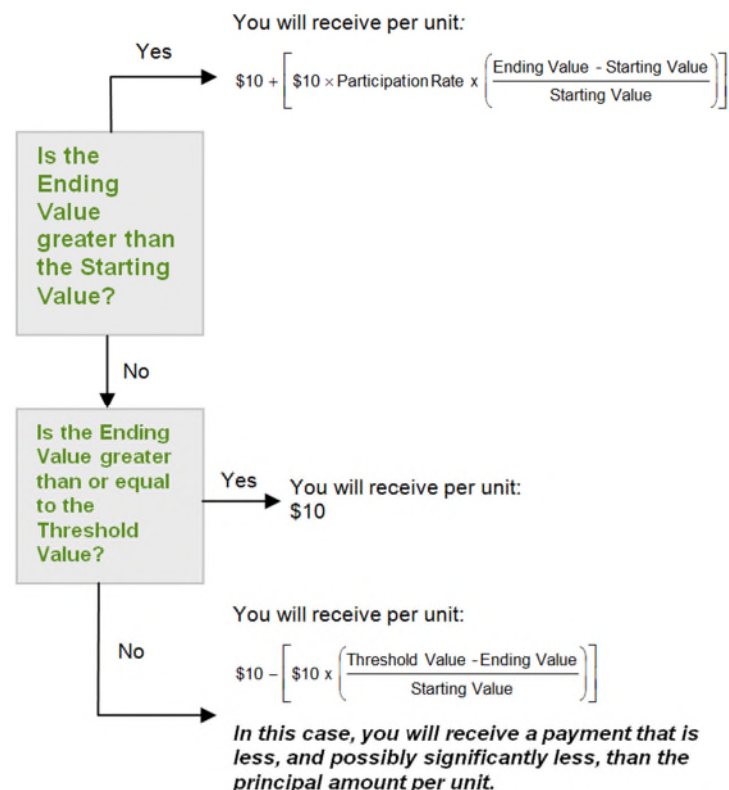 You will receive per unit:
Yes
$10 + [ $10 × Participation Rate x ( Ending Value - Starting Value / Starting Value ) ]
Is the
Ending
Value
greater than
the Starting
Value?
No
Is the Ending
Value greater
than or equal
to the
Threshold
Value?
Yes
You will receive per unit:
$10
You will receive per unit:
No
$10 – [ $10 x ( Threshold Value - Ending Value / Starting Value ) ]
In this case, you will receive a payment that is
less, and possibly significantly less, than the
principal amount per unit.